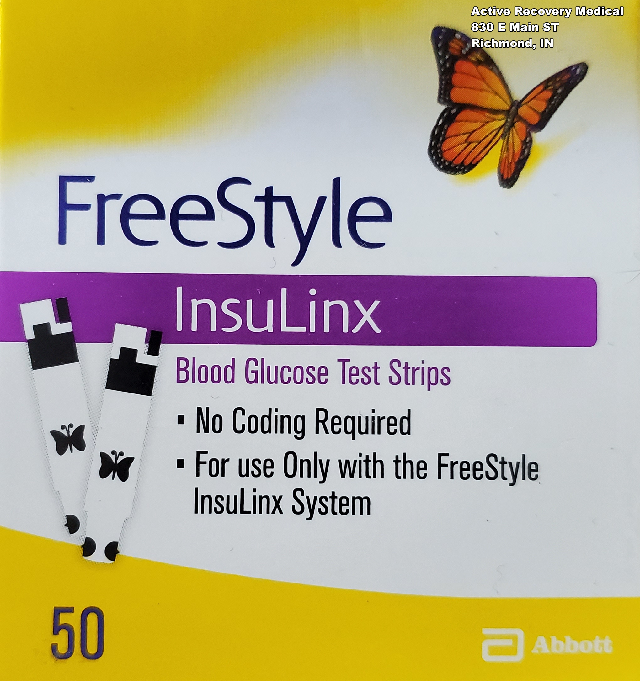 Active Recovery Medical
830 E Main ST
Richmond, IN
FreeStyle
InsuLinx
Blood Glucose Test Strips
▪ No Coding Required
▪ For use Only with the FreeStyle
InsuLinx System
50
Abbott